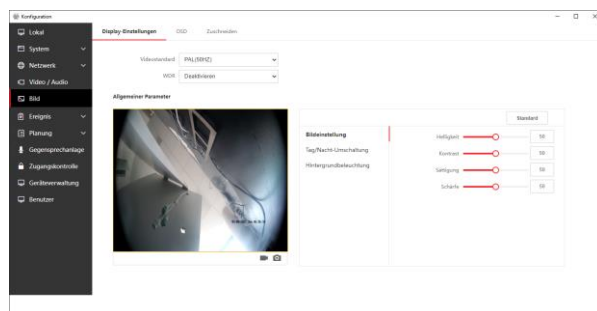 Konfiguration
Lokal
System
Netzwerk
Video / Audio
Bild
Ereignis
Planung
Gegensprechanlage
Zugangskontrolle
Geräteverwaltung
Benutzer
Display-Einstellungen OSD Zuschneiden
Videostandard PAL(50HZ)
WDR Deaktivieren
Allgemeiner Parameter
Standard
Bildeinstellung
Tag/Nacht-Umschaltung
Hintergrundbeleuchtung
Helligkeit 50
Kontrast 50
Sättigung 50
Schärfe 50